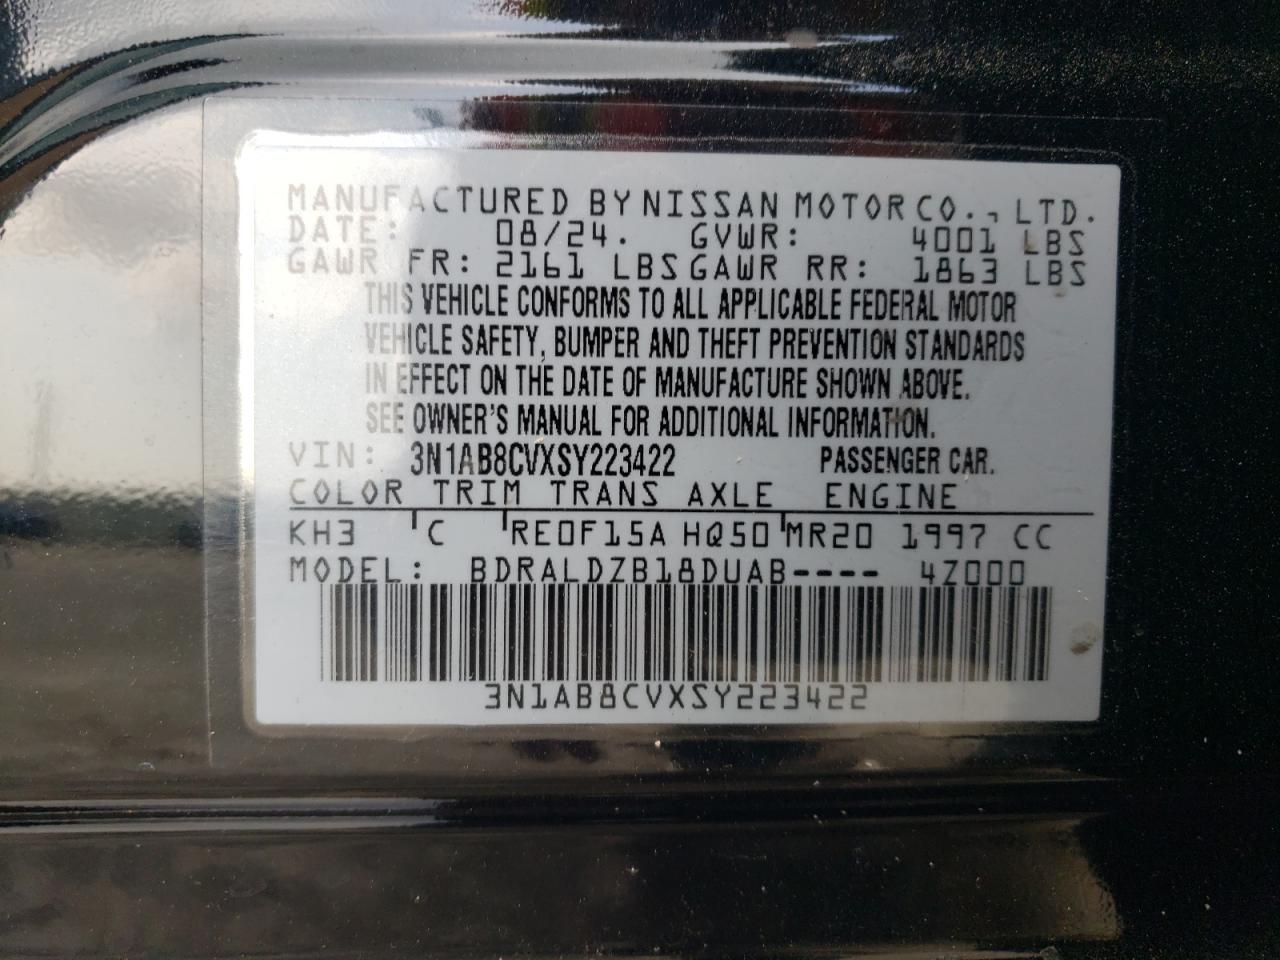 MANUFACTURED BY NISSAN MOTOR CO., LTD.
DATE: 08/24. GVWR: 4001 LBS
GAWR FR: 2161 LBS GAWR RR: 1863 LBS
THIS VEHICLE CONFORMS TO ALL APPLICABLE FEDERAL MOTOR
VEHICLE SAFETY, BUMPER AND THEFT PREVENTION STANDARDS
IN EFFECT ON THE DATE OF MANUFACTURE SHOWN ABOVE.
SEE OWNER'S MANUAL FOR ADDITIONAL INFORMATION.
VIN: 3N1AB8CVXSY223422 PASSENGER CAR.
COLOR TRIM TRANS AXLE ENGINE
KH3 C RE0F15A HQ50 MR20 1997 CC
MODEL: BDRALDZB18DUAB---- 4Z000
3N1AB8CVXSY223422